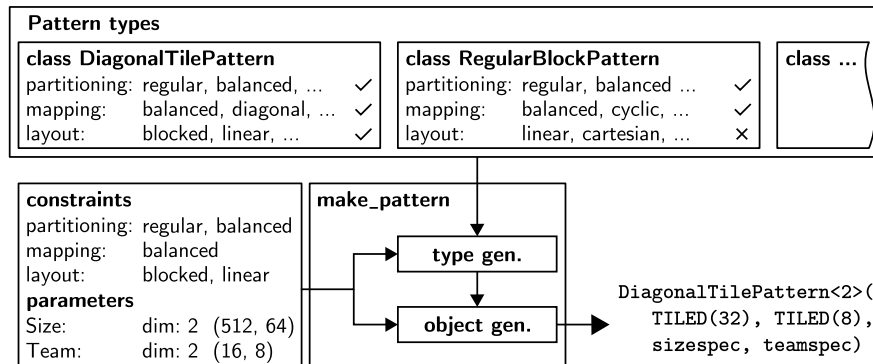 Pattern types
class DiagonalTilePattern
partitioning: regular, balanced, ... ✓
mapping: balanced, diagonal, ... ✓
layout: blocked, linear, ... ✓
class RegularBlockPattern
partitioning: regular, balanced ... ✓
mapping: balanced, cyclic, ... ✓
layout: linear, cartesian, ... ×
class ...
constraints
partitioning: regular, balanced
mapping: balanced
layout: blocked, linear
parameters
Size: dim: 2 (512, 64)
Team: dim: 2 (16, 8)
make_pattern
type gen.
object gen.
DiagonalTilePattern<2>(
TILED(32), TILED(8),
sizespec, teamspec)